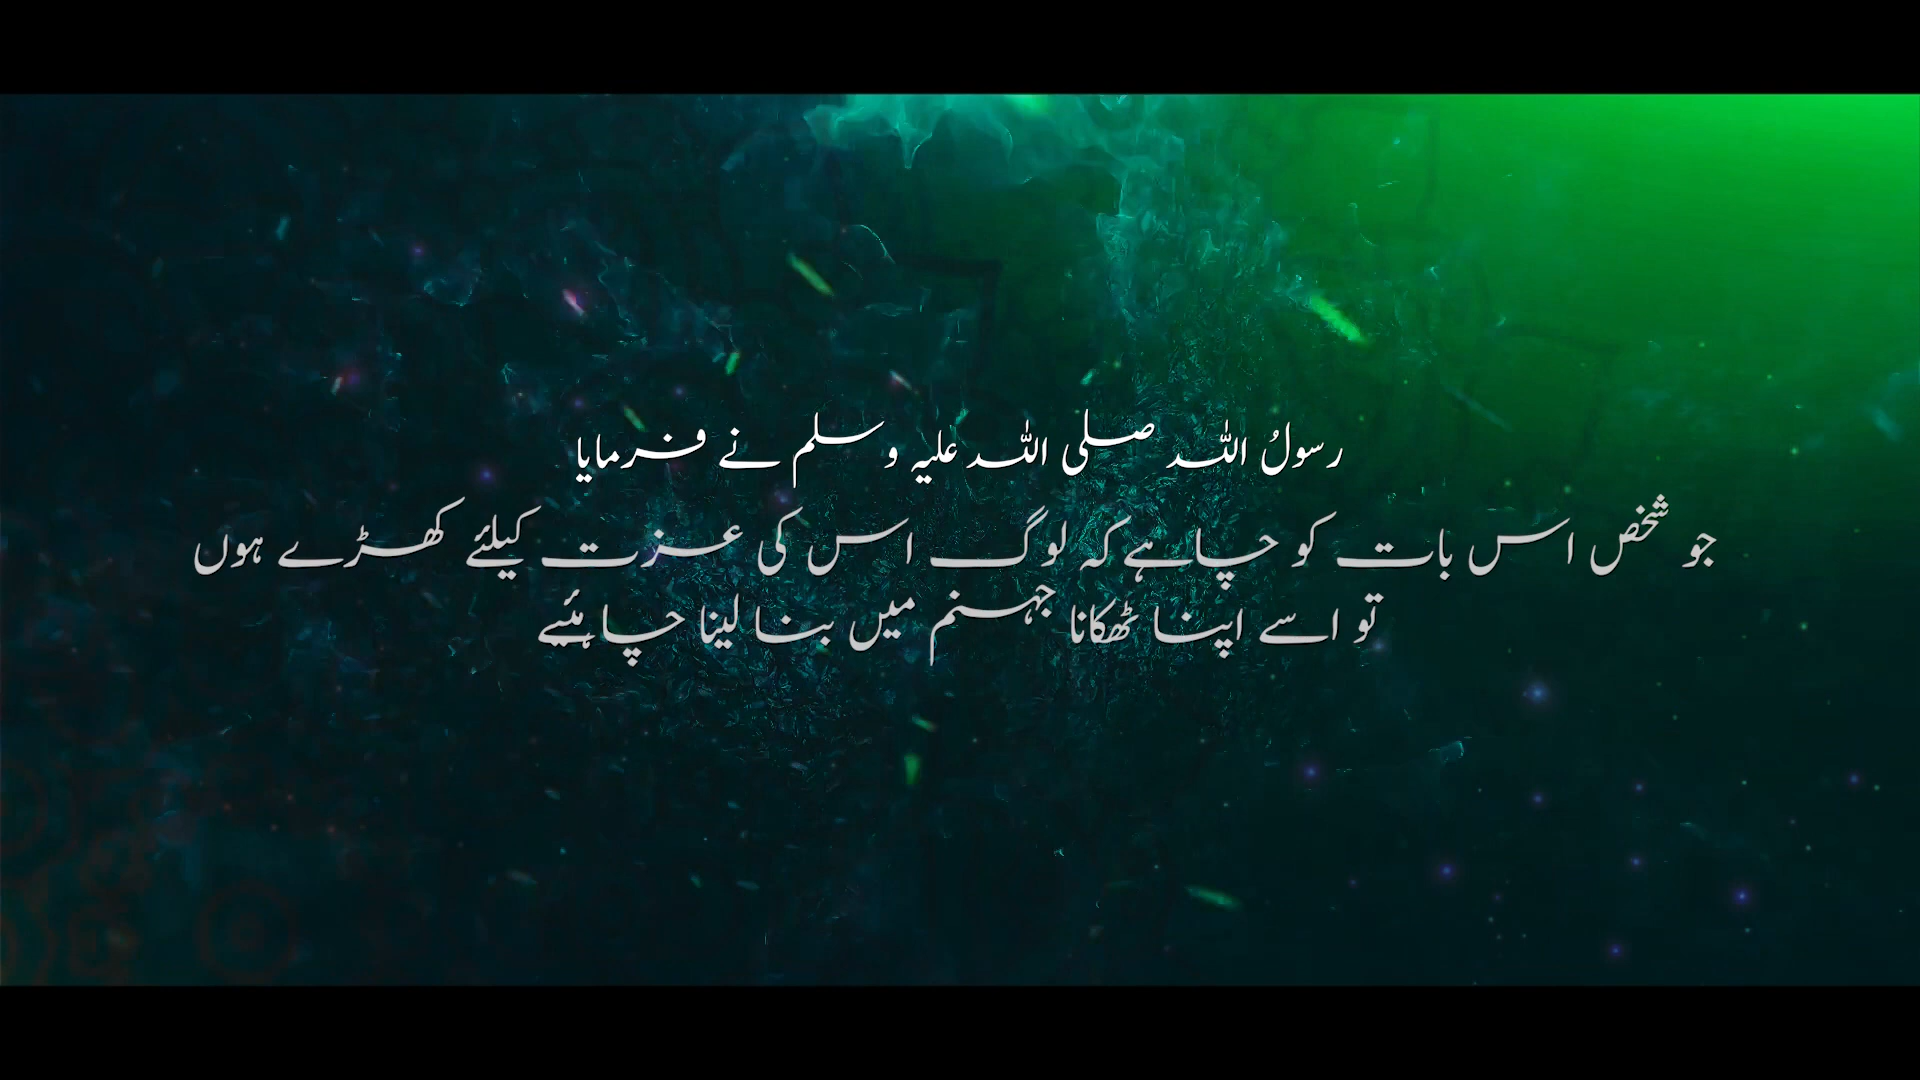 رسولُ اللہ صلی اللہ علیہ وسلم نے فرمایا
جو شخص اس بات کو چاہے کہ لوگ اس کی عزت کیلئے کھڑے ہوں
تو اسے اپنا ٹھکانا جہنم میں بنا لینا چاہئیے